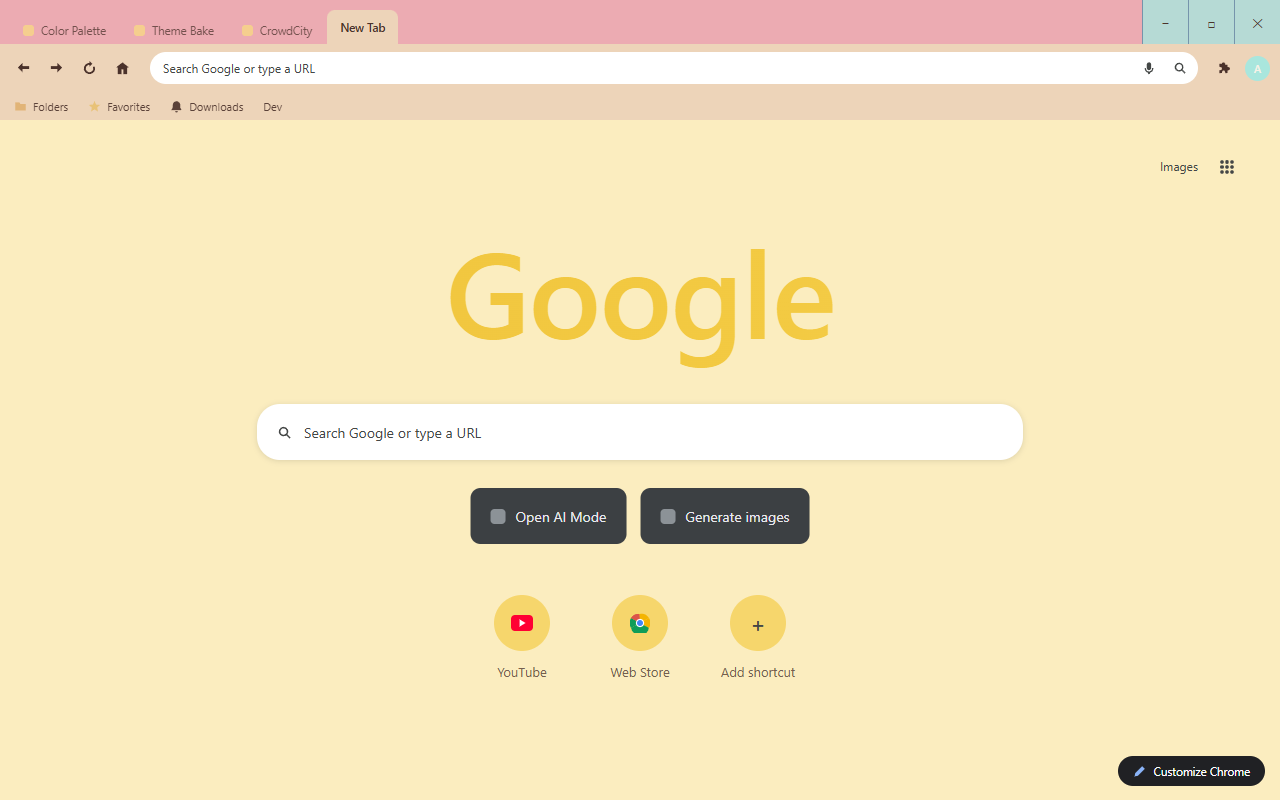 Color Palette
Theme Bake
CrowdCity
New Tab
Search Google or type a URL
A
Folders
Favorites
Downloads
Dev
Images
Google
Search Google or type a URL
Open AI Mode
Generate images
YouTube
Web Store
Add shortcut
Customize Chrome